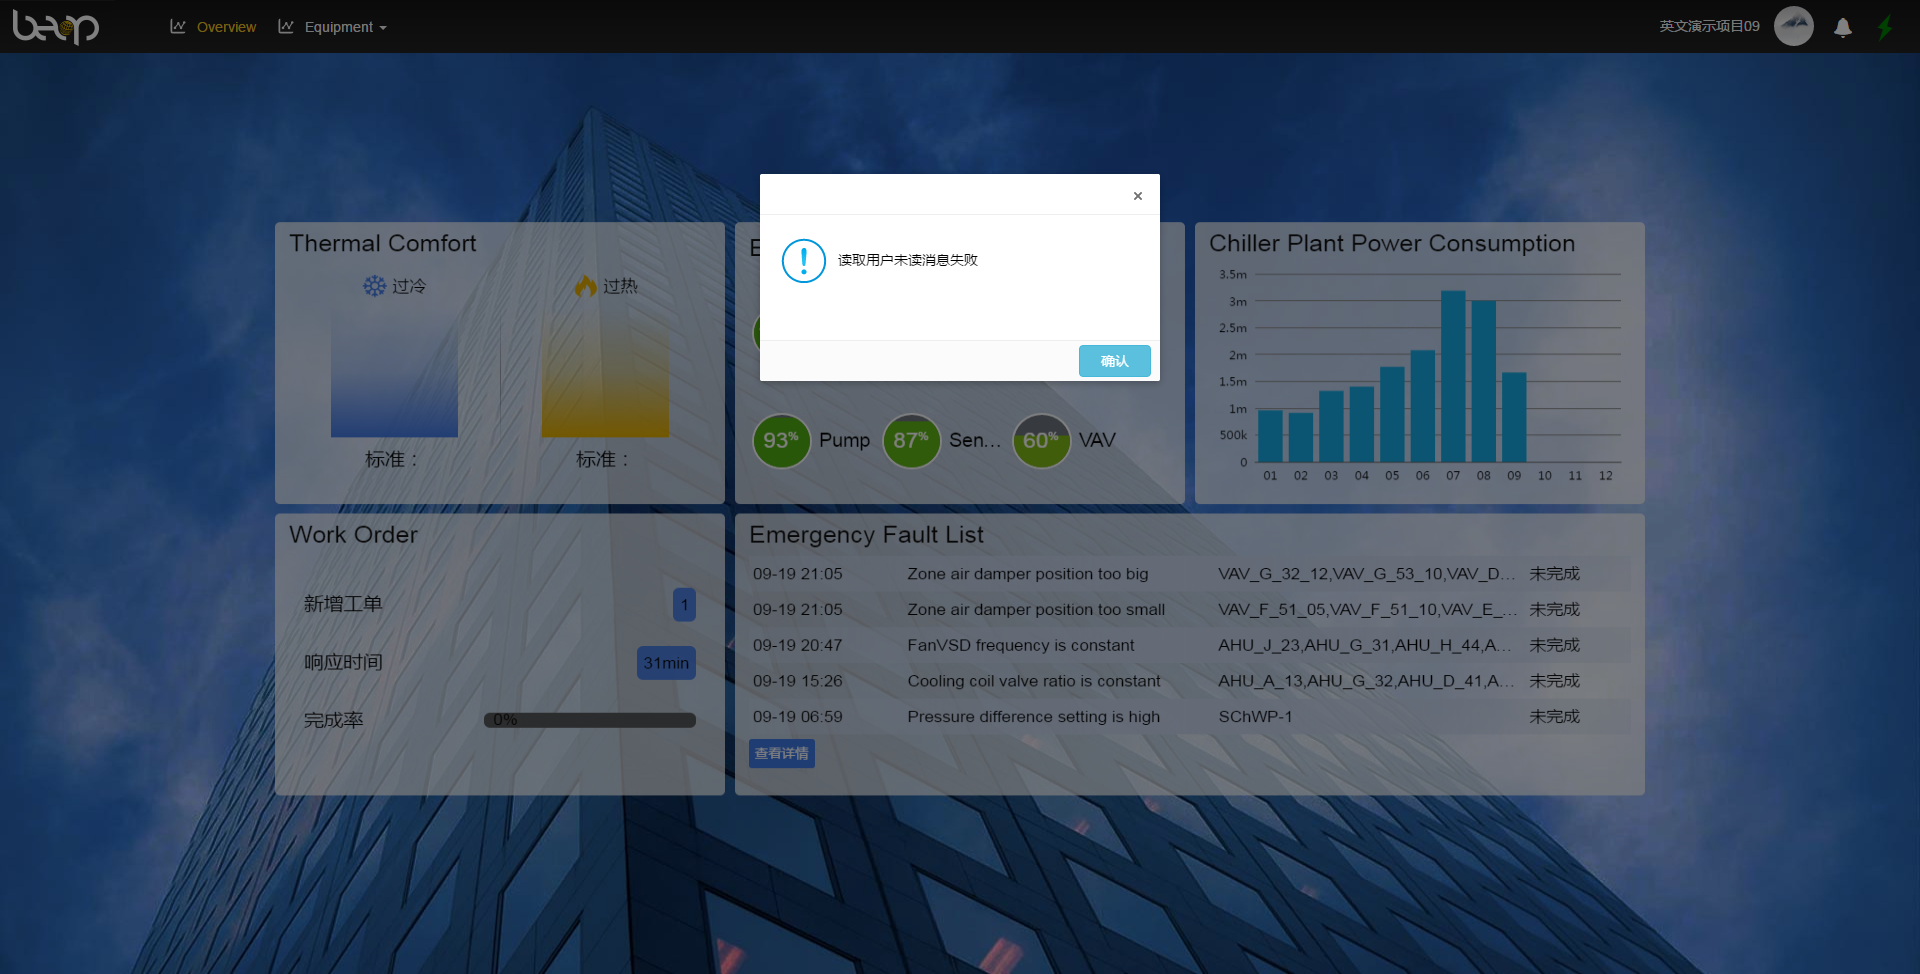 beop
Overview
Equipment
英文演示项目09
×
读取用户未读消息失败
确认
Thermal Comfort
过冷
过热
标准：
标准：
E
93% Pump
87% Sen...
60% VAV
Chiller Plant Power Consumption
3.5m
3m
2.5m
2m
1.5m
1m
500k
0
01 02 03 04 05 06 07 08 09 10 11 12
Work Order
新增工单 1
响应时间 31min
完成率 0%
Emergency Fault List
09-19 21:05 Zone air damper position too big VAV_G_32_12,VAV_G_53_10,VAV_D... 未完成
09-19 21:05 Zone air damper position too small VAV_F_51_05,VAV_F_51_10,VAV_E_... 未完成
09-19 20:47 FanVSD frequency is constant AHU_J_23,AHU_G_31,AHU_H_44,A... 未完成
09-19 15:26 Cooling coil valve ratio is constant AHU_A_13,AHU_G_32,AHU_D_41,A... 未完成
09-19 06:59 Pressure difference setting is high SChWP-1 未完成
查看详情